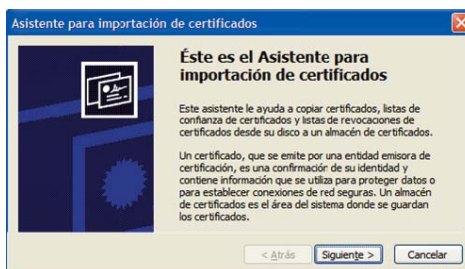 Asistente para importación de certificados
Éste es el Asistente para
importación de certificados
Este asistente le ayuda a copiar certificados, listas de
confianza de certificados y listas de revocaciones de
certificados desde su disco a un almacén de certificados.
Un certificado, que se emite por una entidad emisora de
certificación, es una confirmación de su identidad y
contiene información que se utiliza para proteger datos o
para establecer conexiones de red seguras. Un almacén
de certificados es el área del sistema donde se guardan
los certificados.
< Atrás Siguiente > Cancelar